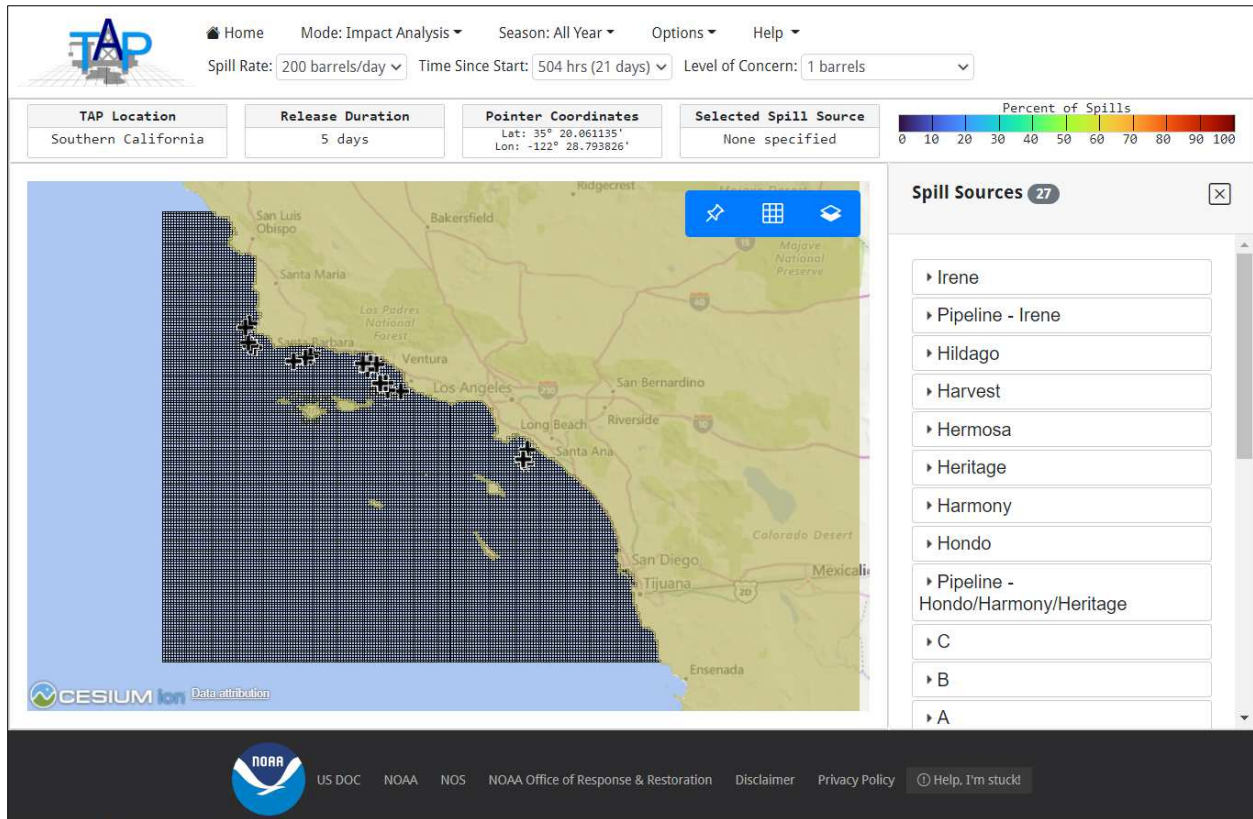 TAP
Home Mode: Impact Analysis Season: All Year Options Help
Spill Rate: 200 barrels/day Time Since Start: 504 hrs (21 days) Level of Concern: 1 barrels
TAP Location
Southern California
Release Duration
5 days
Pointer Coordinates
Lat: 35° 20.061135'
Lon: -122° 28.793826'
Selected Spill Source
None specified
Percent of Spills
0 10 20 30 40 50 60 70 80 90 100
Ridgecrest
San Luis
Obispo
Bakersfield
Mojave
National
Preserve
Santa Maria
Los Padres
National
Forest
40
Santa Barbara
Ventura
Los Angeles
210
San Bernardino
Long Beach
Riverside
10
Santa Ana
Colorado Desert
San Diego
Mexicali
Tijuana
2D
Ensenada
CESIUM ion Data attribution
Spill Sources 27
Irene
Pipeline - Irene
Hildago
Harvest
Hermosa
Heritage
Harmony
Hondo
Pipeline -
Hondo/Harmony/Heritage
C
B
A
NOAA
US DOC NOAA NOS NOAA Office of Response & Restoration Disclaimer Privacy Policy Help, I'm stuck!